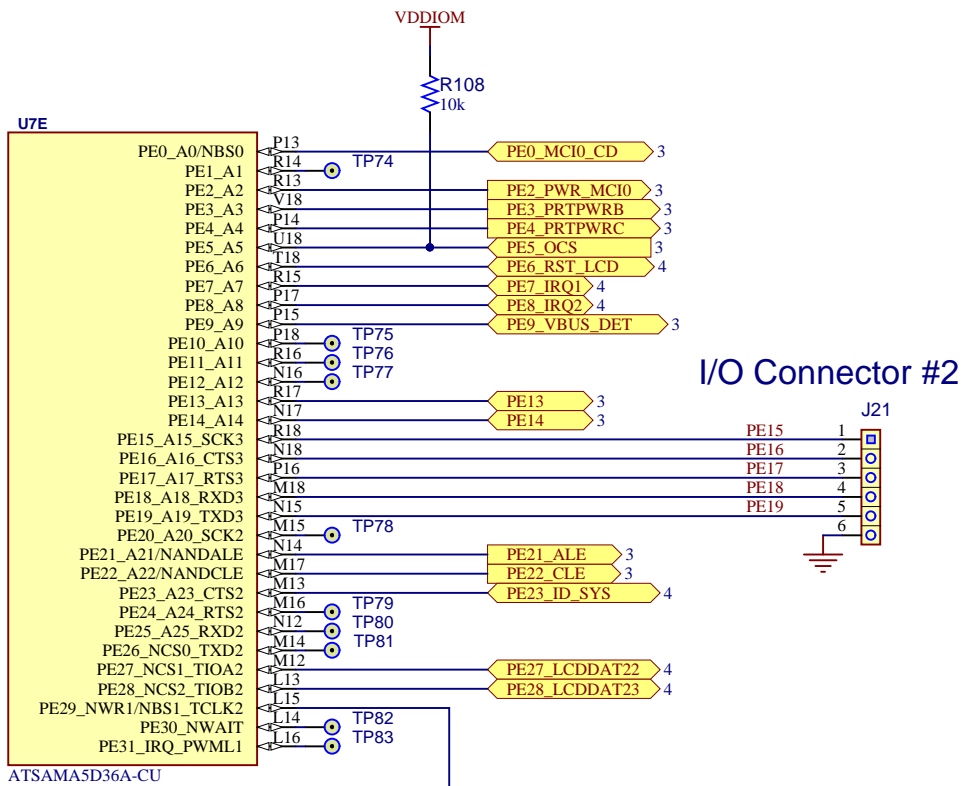 VDDIOM
R108
10k
U7E
PE0_A0/NBS0 P13 PE0_MCI0_CD 3
PE1_A1 R14 TP74
PE2_A2 R13 PE2_PWR_MCI0 3
PE3_A3 V18 PE3_PRTPWRB 3
PE4_A4 P14 PE4_PRTPWRC 3
PE5_A5 U18 PE5_OCS 3
PE6_A6 T18 PE6_RST_LCD 4
PE7_A7 R15 PE7_IRQ1 4
PE8_A8 P17 PE8_IRQ2 4
PE9_A9 P15 PE9_VBUS_DET 3
PE10_A10 P18 TP75
PE11_A11 R16 TP76
PE12_A12 N16 TP77
I/O Connector #2
J21
PE13_A13 R17 PE13 3
PE14_A14 N17 PE14 3
PE15_A15_SCK3 R18 PE15 1
PE16_A16_CTS3 N18 PE16 2
PE17_A17_RTS3 P16 PE17 3
PE18_A18_RXD3 M18 PE18 4
PE19_A19_TXD3 N15 PE19 5
PE20_A20_SCK2 M15 TP78 6
PE21_A21/NANDALE N14 PE21_ALE 3
PE22_A22/NANDCLE M17 PE22_CLE 3
PE23_A23_CTS2 M13 PE23_ID_SYS 4
PE24_A24_RTS2 M16 TP79
PE25_A25_RXD2 N12 TP80
PE26_NCS0_TXD2 M14 TP81
PE27_NCS1_TIOA2 M12 PE27_LCDDAT22 4
PE28_NCS2_TIOB2 L13 PE28_LCDDAT23 4
PE29_NWR1/NBS1_TCLK2 L15
PE30_NWAIT L14 TP82
PE31_IRQ_PWML1 L16 TP83
ATSAMA5D36A-CU